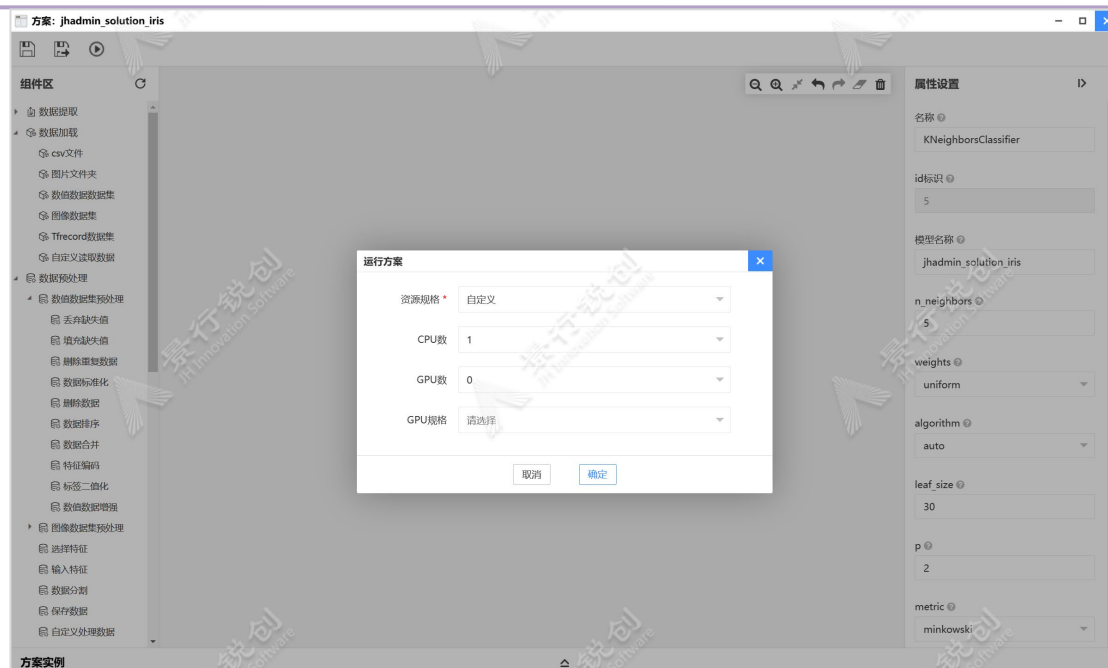 方案：jhadmin_solution_iris
组件区
数据提取
数据加载
csv文件
图片文件夹
数值数据数据集
图像数据集
Tfrecord数据集
自定义读取数据
数据预处理
数值数据集预处理
丢弃缺失值
填充缺失值
删除重复数据
数据标准化
删除数据
数据排序
数据合并
特征编码
标签二值化
数值数据增强
图像数据集预处理
选择特征
输入特征
数据分割
保存数据
自定义处理数据
方案实例
运行方案
资源规格 * 自定义
CPU数 1
GPU数 0
GPU规格 请选择
取消 确定
属性设置
名称
KNeighborsClassifier
id标识
5
模型名称
jhadmin_solution_iris
n_neighbors
5
weights
uniform
algorithm
auto
leaf_size
30
p
2
metric
minkowski
景行锐创
JH Innovation Software